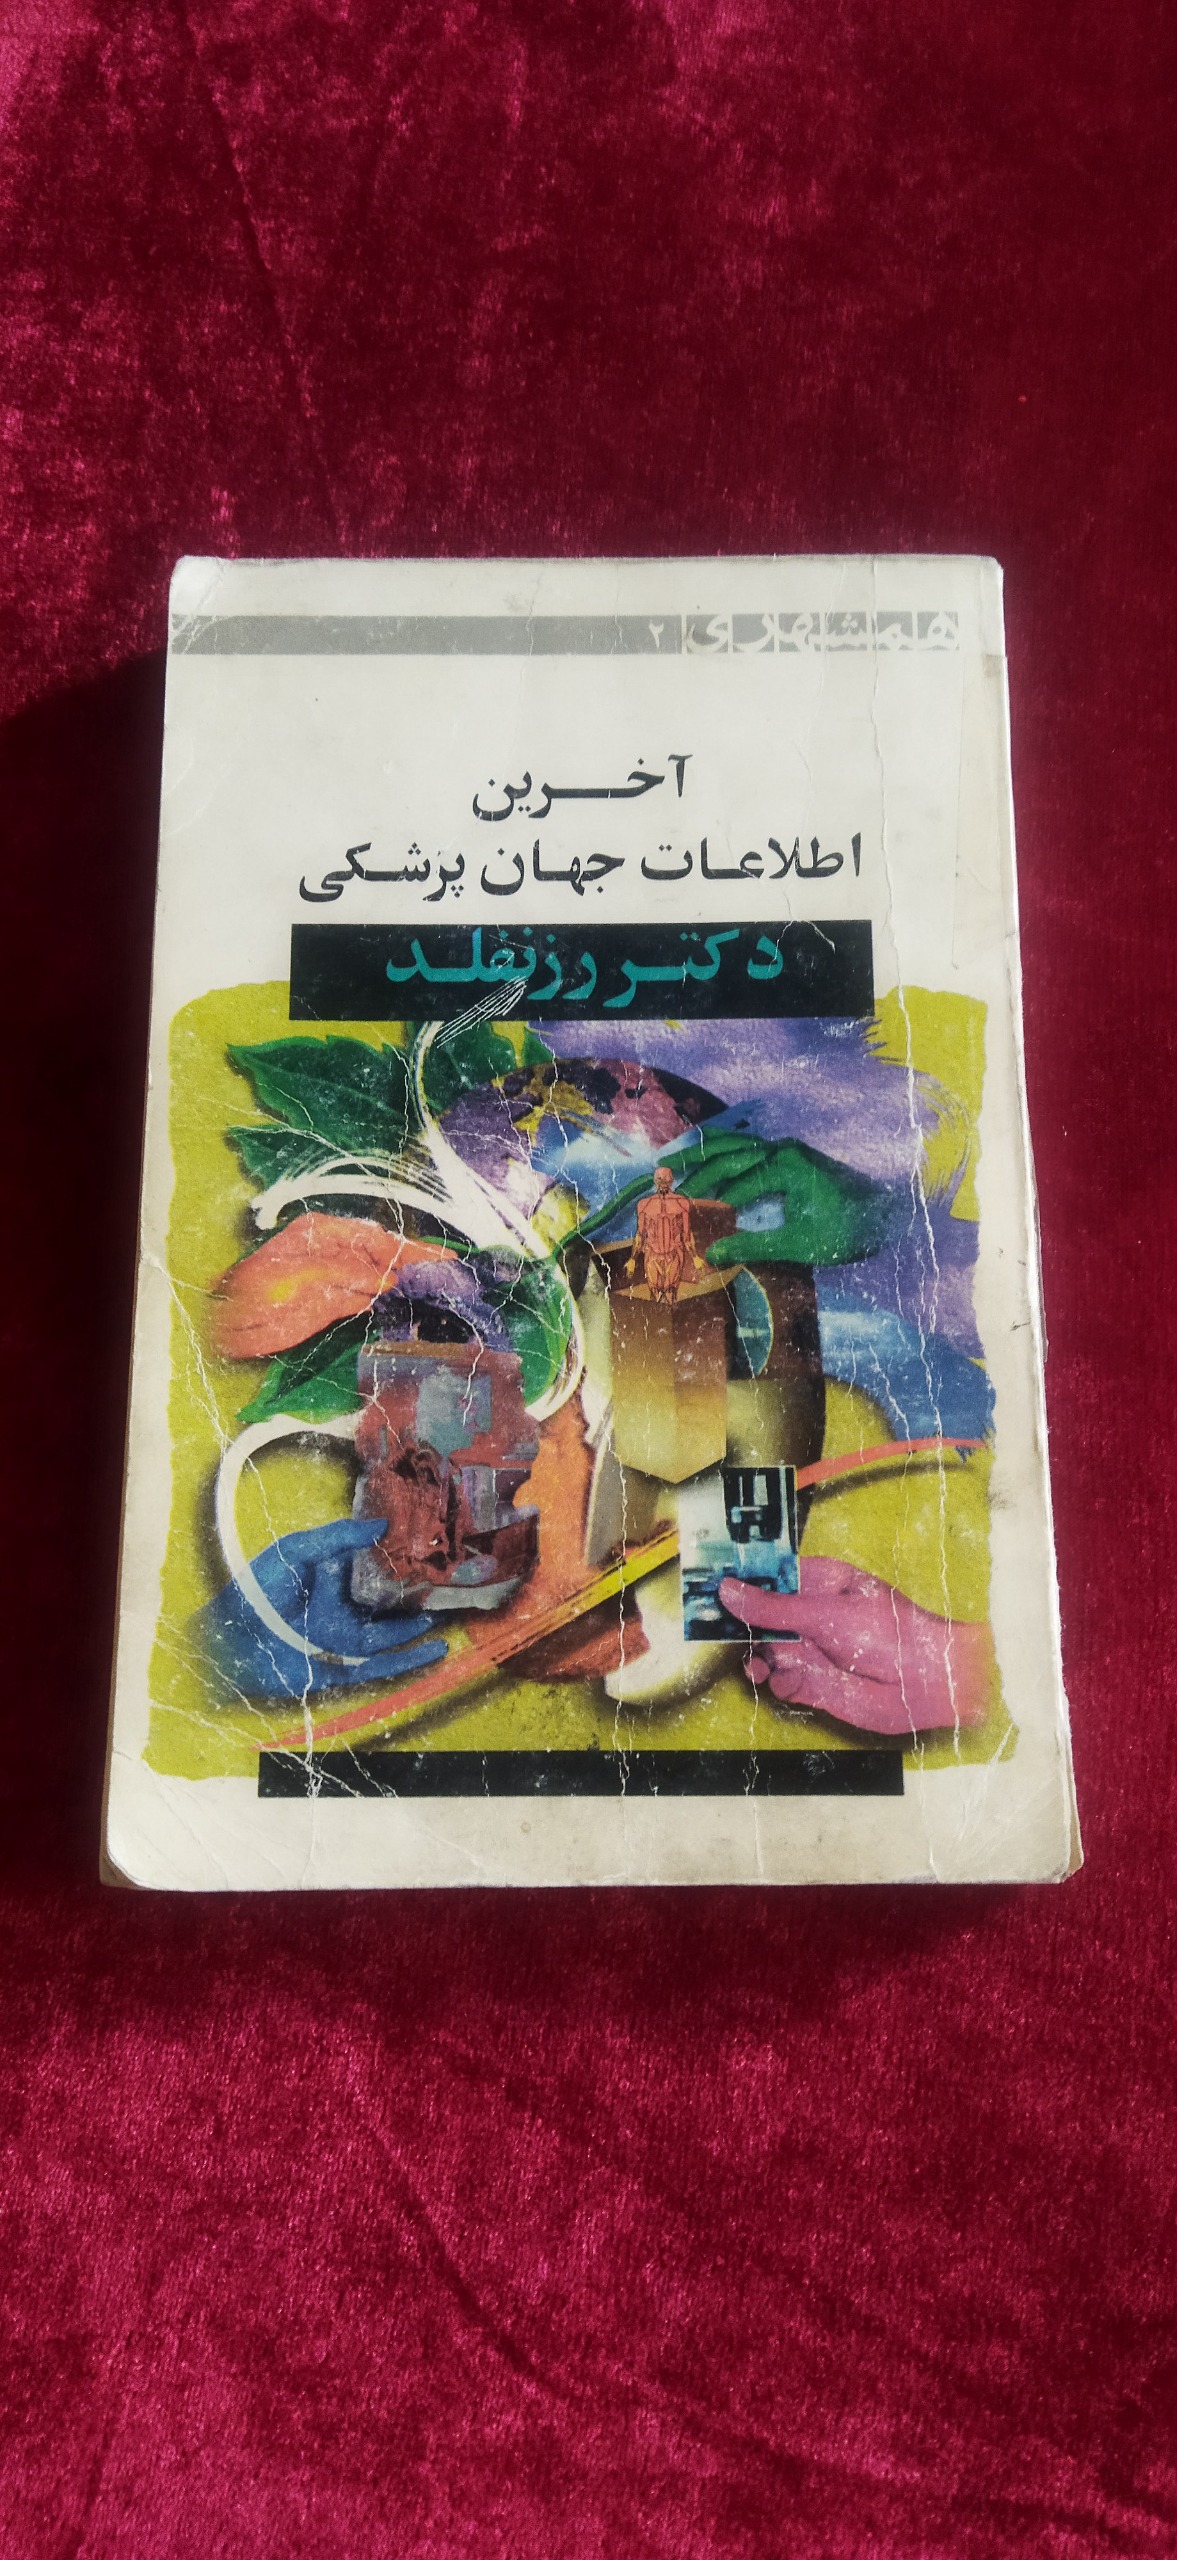 همشهری ۲
آخرین
اطلاعات جهان پزشکی
دکتر رزنفلد